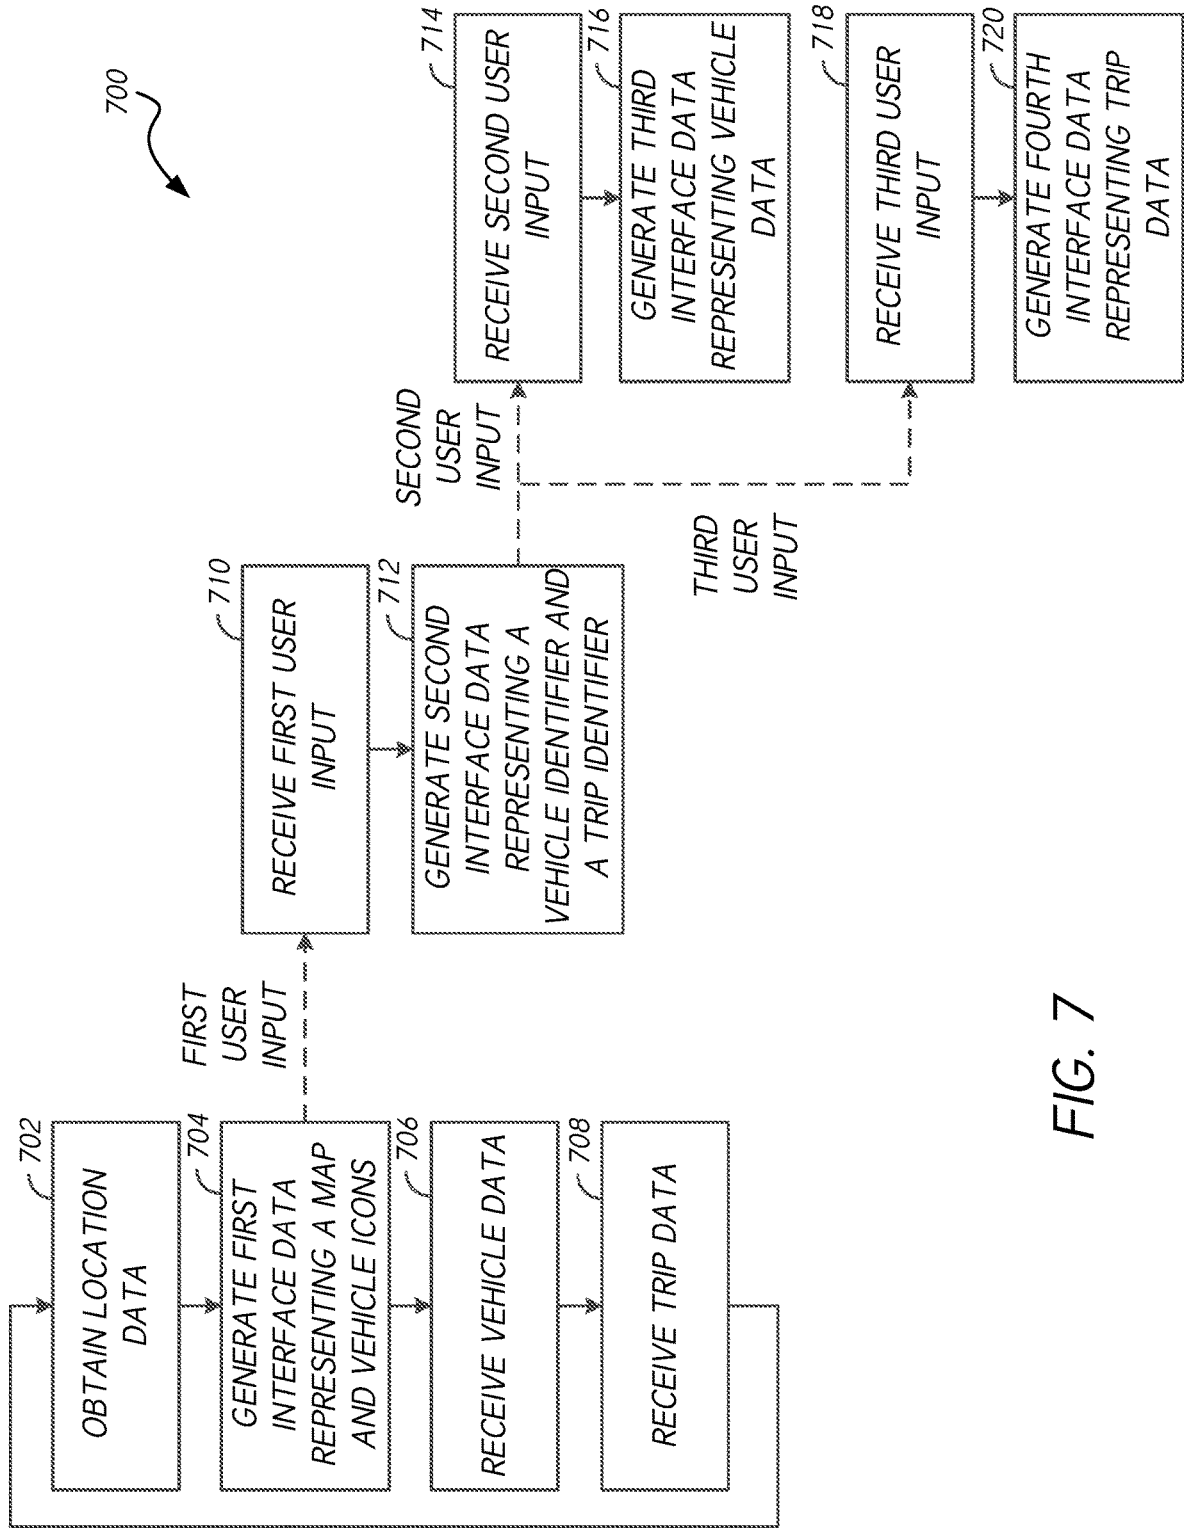 700
702
OBTAIN LOCATION
DATA
704
GENERATE FIRST
INTERFACE DATA
REPRESENTING A MAP
AND VEHICLE ICONS
706
RECEIVE VEHICLE DATA
708
RECEIVE TRIP DATA
FIRST
USER
INPUT
710
RECEIVE FIRST USER
INPUT
712
GENERATE SECOND
INTERFACE DATA
REPRESENTING A
VEHICLE IDENTIFIER AND
A TRIP IDENTIFIER
SECOND
USER
INPUT
THIRD
USER
INPUT
714
RECEIVE SECOND USER
INPUT
716
GENERATE THIRD
INTERFACE DATA
REPRESENTING VEHICLE
DATA
718
RECEIVE THIRD USER
INPUT
720
GENERATE FOURTH
INTERFACE DATA
REPRESENTING TRIP
DATA
FIG. 7